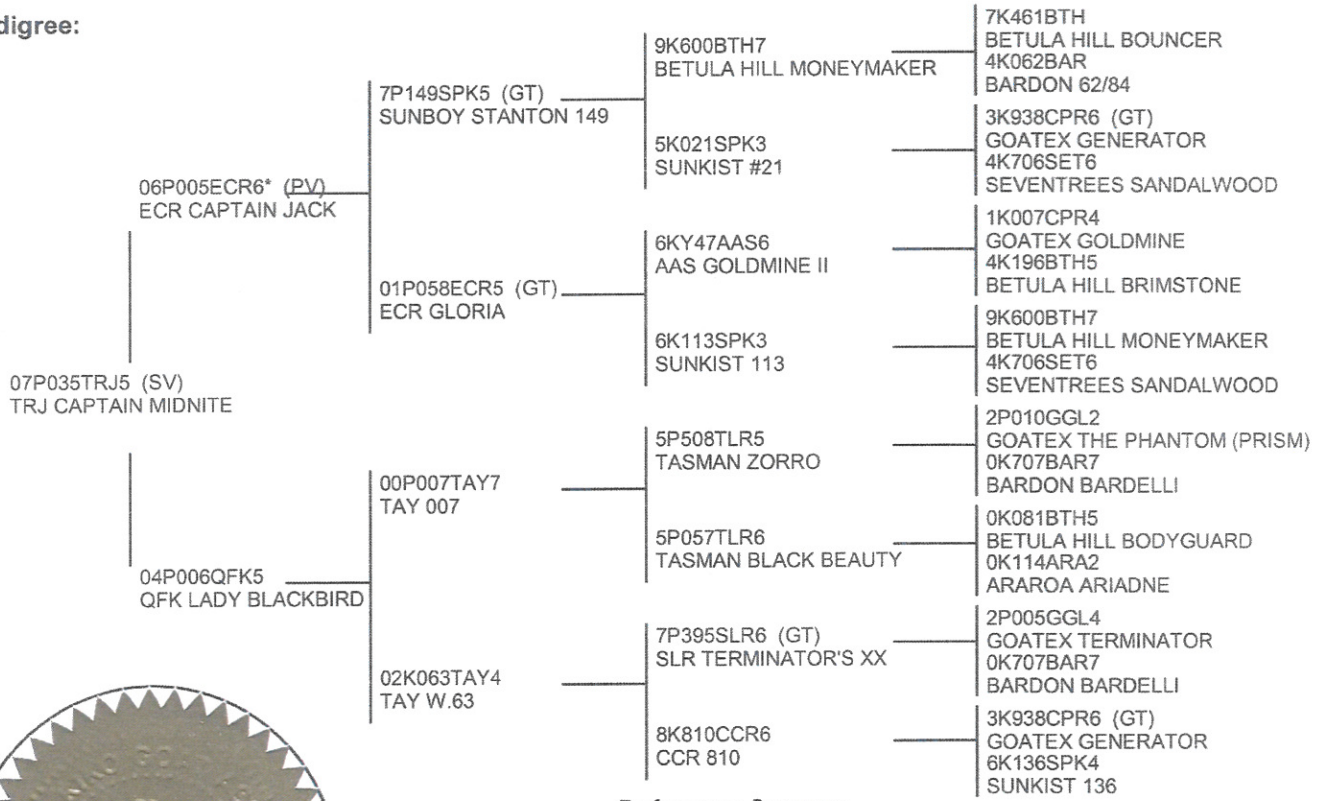 digree:
7K461BTH
BETULA HILL BOUNCER
4K062BAR
BARDON 62/84
9K600BTH7
BETULA HILL MONEYMAKER
7P149SPK5 (GT)
SUNBOY STANTON 149
3K938CPR6 (GT)
GOATEX GENERATOR
4K706SET6
SEVENTREES SANDALWOOD
5K021SPK3
SUNKIST #21
06P005ECR6* (PV)
ECR CAPTAIN JACK
1K007CPR4
GOATEX GOLDMINE
4K196BTH5
BETULA HILL BRIMSTONE
6KY47AAS6
AAS GOLDMINE II
01P058ECR5 (GT)
ECR GLORIA
9K600BTH7
BETULA HILL MONEYMAKER
4K706SET6
SEVENTREES SANDALWOOD
6K113SPK3
SUNKIST 113
07P035TRJ5 (SV)
TRJ CAPTAIN MIDNITE
2P010GGL2
GOATEX THE PHANTOM (PRISM)
0K707BAR7
BARDON BARDELLI
5P508TLR5
TASMAN ZORRO
00P007TAY7
TAY 007
0K081BTH5
BETULA HILL BODYGUARD
0K114ARA2
ARAROA ARIADNE
5P057TLR6
TASMAN BLACK BEAUTY
04P006QFK5
QFK LADY BLACKBIRD
2P005GGL4
GOATEX TERMINATOR
0K707BAR7
BARDON BARDELLI
7P395SLR6 (GT)
SLR TERMINATOR'S XX
02K063TAY4
TAY W.63
3K938CPR6 (GT)
GOATEX GENERATOR
6K136SPK4
SUNKIST 136
8K810CCR6
CCR 810